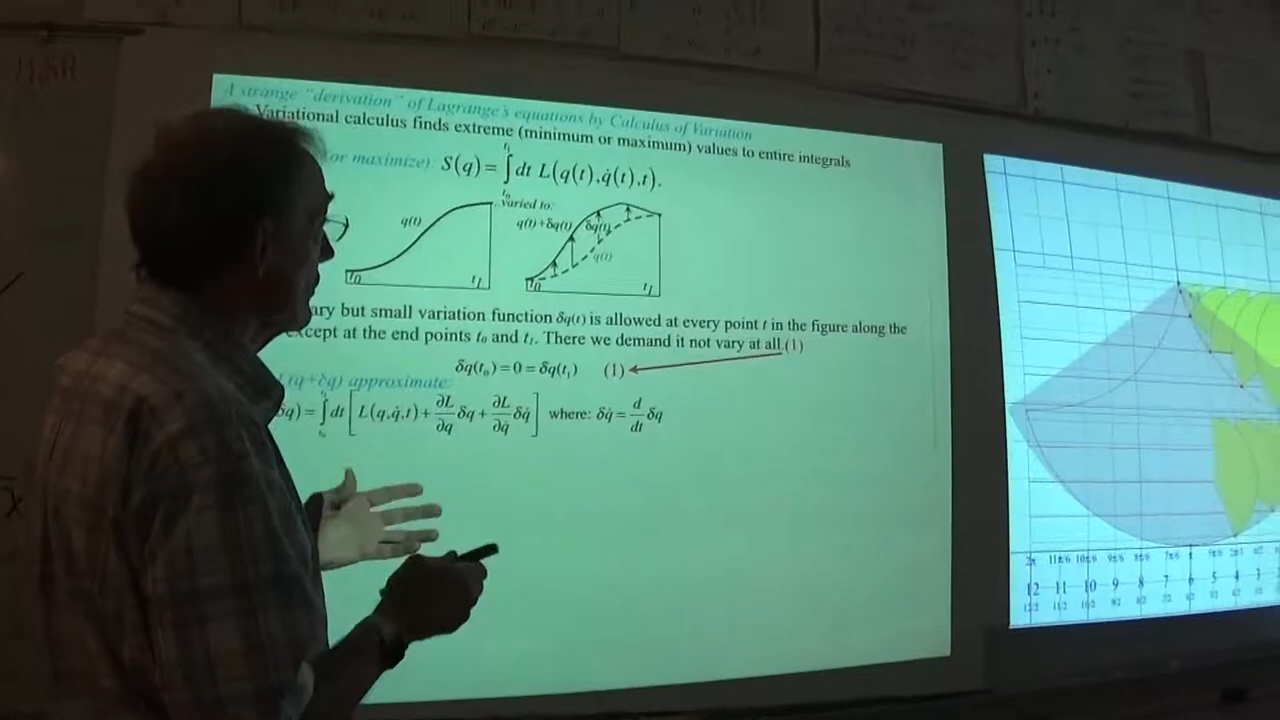 A strange "derivation" of Lagrange's equations by Calculus of Variation
Variational calculus finds extreme (minimum or maximum) values to entire integrals
(or maximize): S(q)=∫ dt L(q(t),q̇(t),t).
t₁
t₀
varied to:
q(t)
q(t)+δq(t)
δq(t)
q(t)
t₀
t₁
t₀
t₁
ary but small variation function δq(t) is allowed at every point t in the figure along the
except at the end points t₀ and t₁. There we demand it not vary at all.(1)
δq(t₀)=0=δq(t₁) (1)
(q+δq) approximate:
δq)=∫ dt[L(q,q̇,t)+∂L/∂q δq+∂L/∂q̇ δq̇] where: δq̇=d/dt δq
12 11 10 9 8 7 6 5 4 3